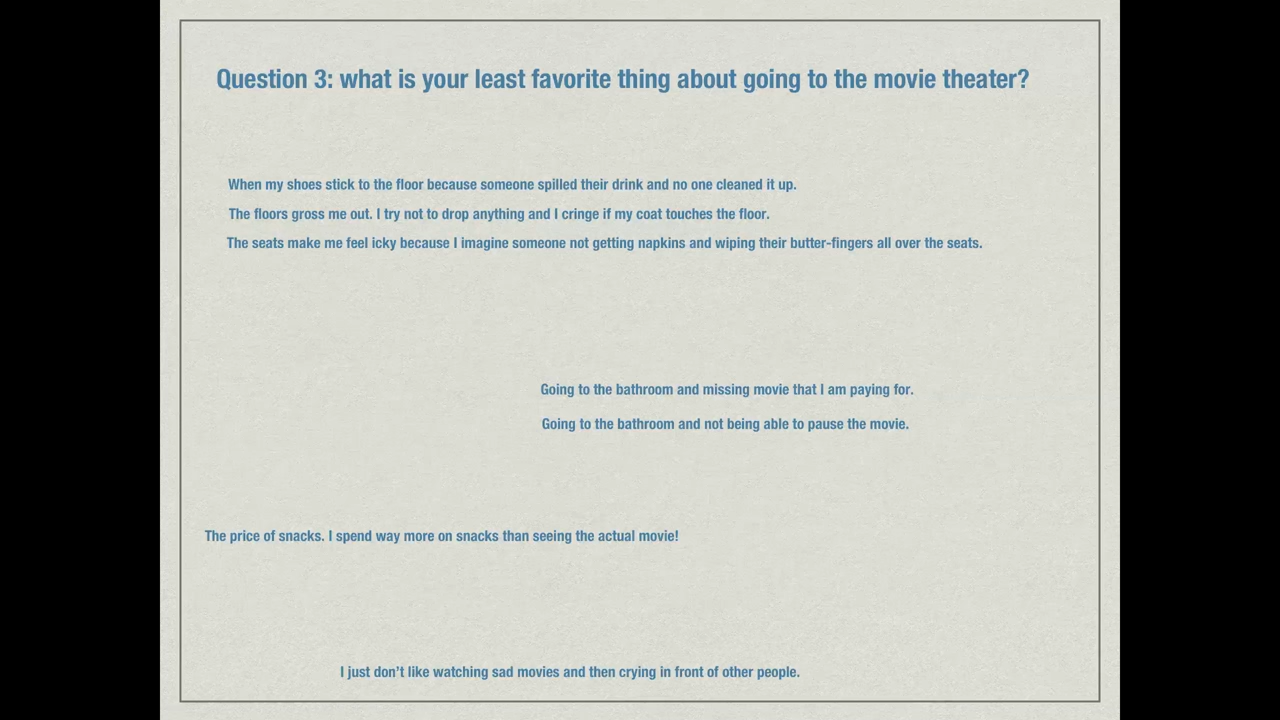 Question 3: what is your least favorite thing about going to the movie theater?
When my shoes stick to the floor because someone spilled their drink and no one cleaned it up.
The floors gross me out. I try not to drop anything and I cringe if my coat touches the floor.
The seats make me feel icky because I imagine someone not getting napkins and wiping their butter-fingers all over the seats.
Going to the bathroom and missing movie that I am paying for.
Going to the bathroom and not being able to pause the movie.
The price of snacks. I spend way more on snacks than seeing the actual movie!
I just don’t like watching sad movies and then crying in front of other people.